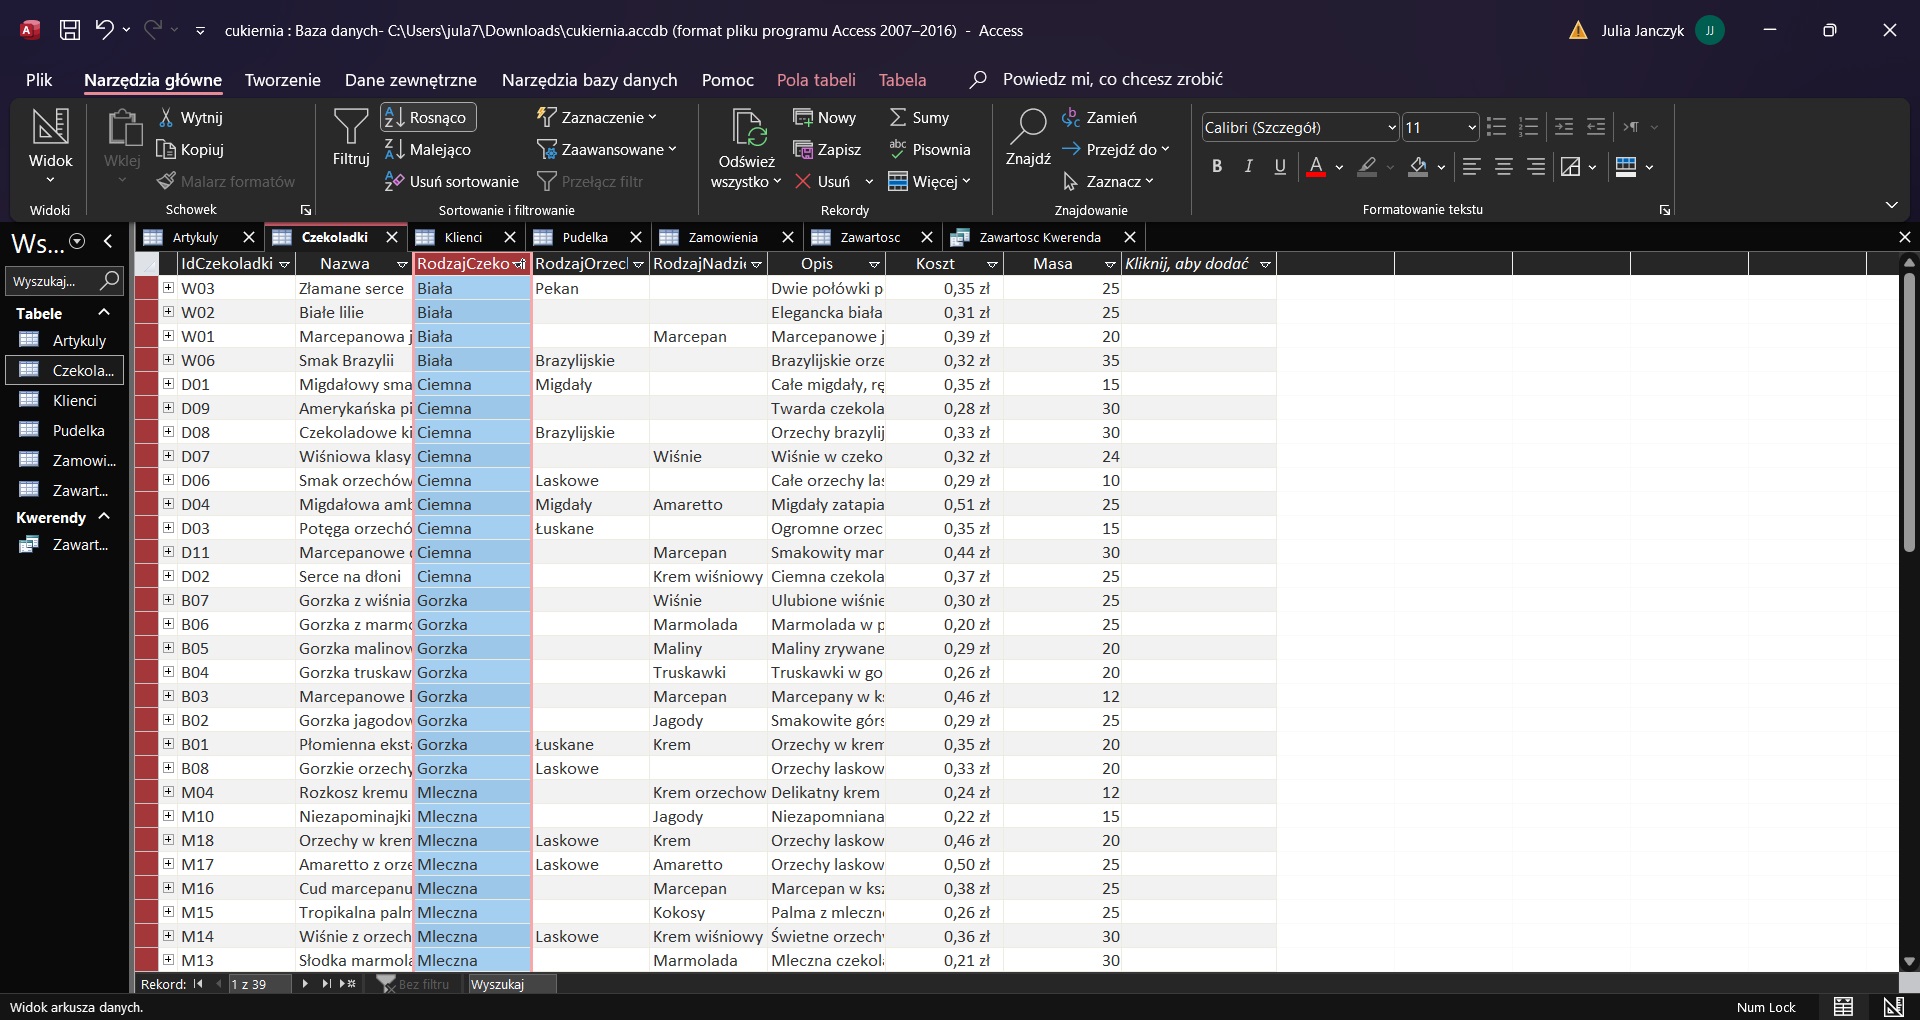 cukiernia : Baza danych- C:\Users\jula7\Downloads\cukiernia.accdb (format pliku programu Access 2007–2016) - Access
Julia Janczyk
JJ
Plik Narzędzia główne Tworzenie Dane zewnętrzne Narzędzia bazy danych Pomoc Pola tabeli Tabela Powiedz mi, co chcesz zrobić
Widok
Widoki
Wklej
Wytnij
Kopiuj
Malarz formatów
Schowek
Filtruj
Rosnąco
Malejąco
Usuń sortowanie
Zaznaczenie
Zaawansowane
Przełącz filtr
Sortowanie i filtrowanie
Odśwież
wszystko
Nowy
Zapisz
Usuń
Sumy
Pisownia
Więcej
Rekordy
Znajdź
Zamień
Przejdź do
Zaznacz
Znajdowanie
Calibri (Szczegół) 11
B I U A
Formatowanie tekstu
Ws...
Wyszukaj...
Tabele
Artykuly
Czekola...
Klienci
Pudelka
Zamowi...
Zawart...
Kwerendy
Zawart...
Artykuly Czekoladki Klienci Pudelka Zamowienia Zawartosc Zawartosc Kwerenda
IdCzekoladki Nazwa RodzajCzeko RodzajOrzecl RodzajNadzie Opis Koszt Masa Kliknij, aby dodać
W03 Złamane serce Biała Pekan Dwie połówki p 0,35 zł 25
W02 Białe lilie Biała Elegancka biała 0,31 zł 25
W01 Marcepanowa j Biała Marcepan Marcepanowe j 0,39 zł 20
W06 Smak Brazylii Biała Brazylijskie Brazylijskie orze 0,32 zł 35
D01 Migdałowy sma Ciemna Migdały Całe migdały, rę 0,35 zł 15
D09 Amerykańska pi Ciemna Twarda czekola 0,28 zł 30
D08 Czekoladowe ki Ciemna Brazylijskie Orzechy brazylij 0,33 zł 30
D07 Wiśniowa klasy Ciemna Wiśnie Wiśnie w czeko 0,32 zł 24
D06 Smak orzechów Ciemna Laskowe Całe orzechy las 0,29 zł 10
D04 Migdałowa amb Ciemna Migdały Amaretto Migdały zatapia 0,51 zł 25
D03 Potęga orzechó Ciemna Łuskane Ogromne orzec 0,35 zł 15
D11 Marcepanowe Ciemna Marcepan Smakowity mar 0,44 zł 30
D02 Serce na dłoni Ciemna Krem wiśniowy Ciemna czekola 0,37 zł 25
B07 Gorzka z wiśnia Gorzka Wiśnie Ulubione wiśnie 0,30 zł 25
B06 Gorzka z marmo Gorzka Marmolada Marmolada w p 0,20 zł 25
B05 Gorzka malinow Gorzka Maliny Maliny zrywane 0,29 zł 20
B04 Gorzka truskaw Gorzka Truskawki Truskawki w go 0,26 zł 20
B03 Marcepanowe Gorzka Marcepan Marcepany w ks 0,46 zł 12
B02 Gorzka jagodow Gorzka Jagody Smakowite górs 0,29 zł 25
B01 Płomienna eksta Gorzka Łuskane Krem Orzechy w krem 0,35 zł 20
B08 Gorzkie orzechy Gorzka Laskowe Orzechy laskow 0,33 zł 20
M04 Rozkosz kremu Mleczna Krem orzechow Delikatny krem 0,24 zł 12
M10 Niezapominajki Mleczna Jagody Niezapomniana 0,22 zł 15
M18 Orzechy w krem Mleczna Laskowe Krem Orzechy laskow 0,46 zł 20
M17 Amaretto z orze Mleczna Laskowe Amaretto Orzechy laskow 0,50 zł 25
M16 Cud marcepanu Mleczna Marcepan Marcepan w ksz 0,38 zł 25
M15 Tropikalna palm Mleczna Kokosy Palma z mleczn 0,26 zł 25
M14 Wiśnie z orzech Mleczna Laskowe Krem wiśniowy Świetne orzech 0,36 zł 30
M13 Słodka marmola Mleczna Marmolada Mleczna czekol 0,21 zł 30
Rekord: 1 z 39 Bez filtru Wyszukaj
Widok arkusza danych.
Num Lock